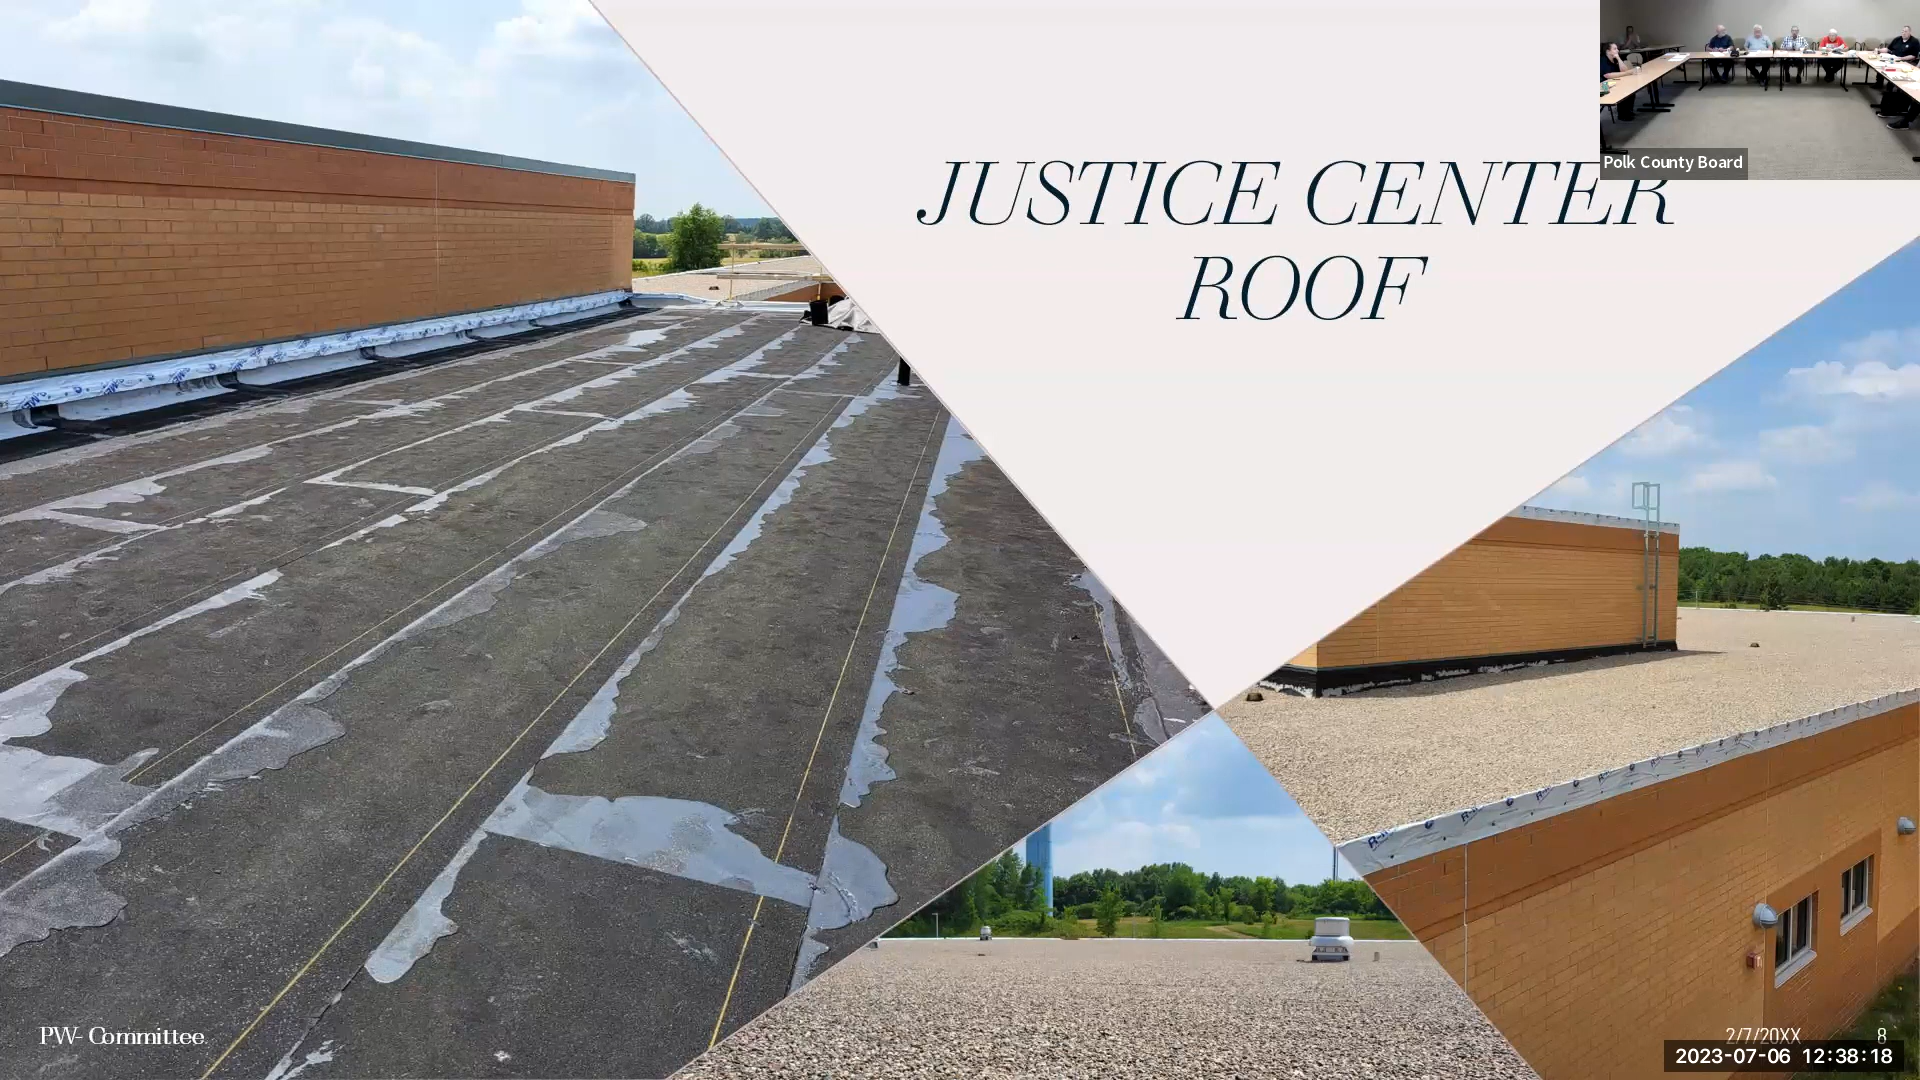 Polk County Board
JUSTICE CENTER
ROOF
PW- Committee
2/7/20XX
8
2023-07-06 12:38:18